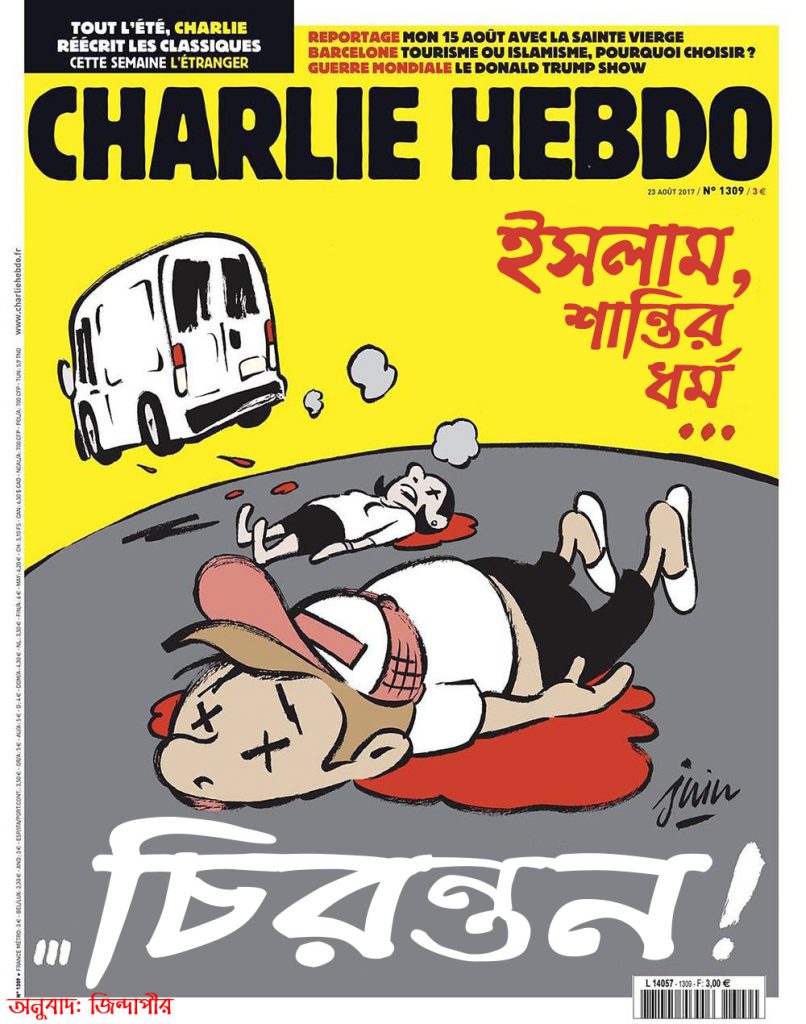 TOUT L'ÉTÉ, CHARLIE
RÉÉCRIT LES CLASSIQUES
CETTE SEMAINE L'ÉTRANGER
REPORTAGE MON 15 AOÛT AVEC LA SAINTE VIERGE
BARCELONE TOURISME OU ISLAMISME, POURQUOI CHOISIR ?
GUERRE MONDIALE LE DONALD TRUMP SHOW
CHARLIE HEBDO
23 AOÛT 2017 / N° 1309 / 3 €
www.charliehebdo.fr
ইসলাম,
শান্তির
ধর্ম
...
juin
... চিরন্তন !
অনুবাদঃ জিন্দাপীর
L 14057 - 1309 - F: 3,00 €